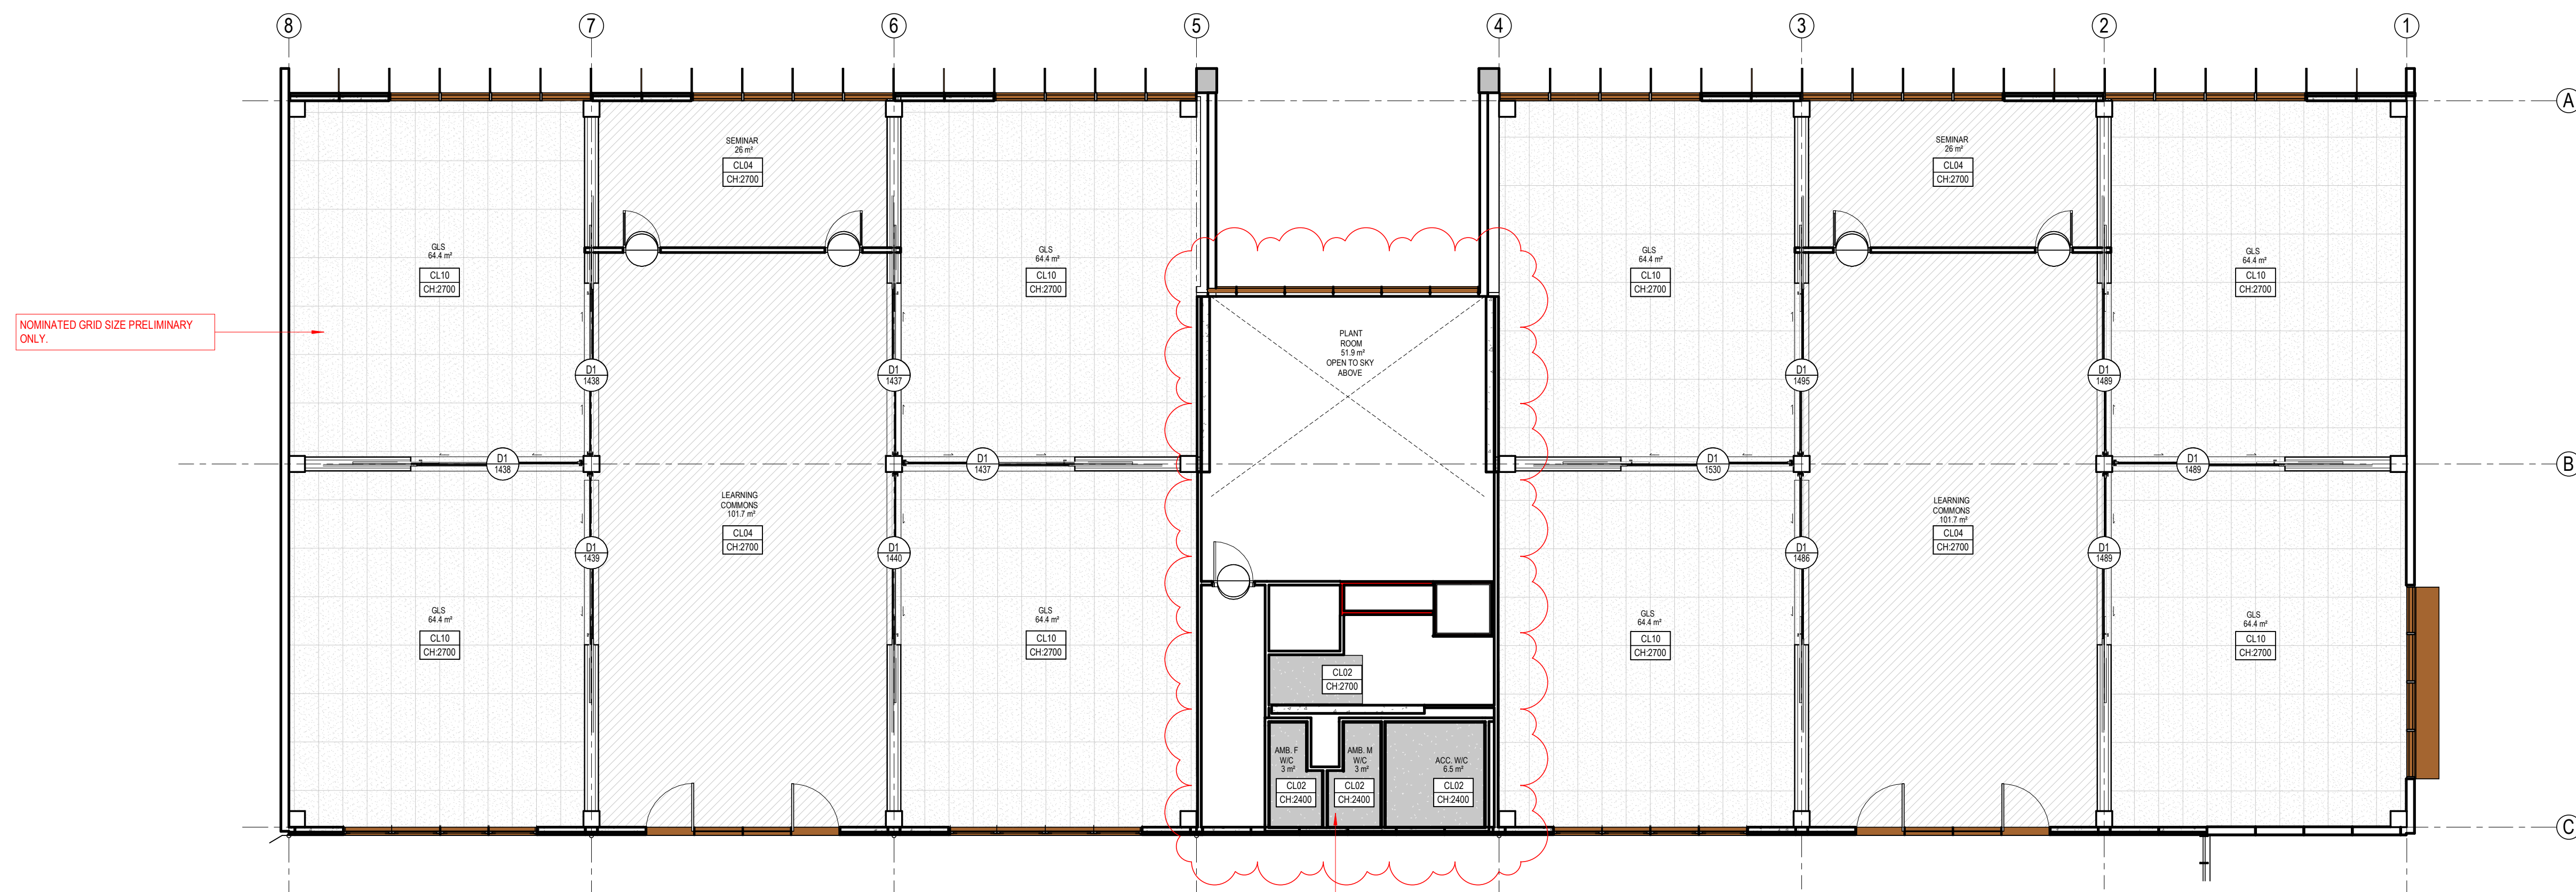 8
7
6
5
4
3
2
1
A
SEMINAR
26 m²
CL04
CH:2700
SEMINAR
26 m²
CL04
CH:2700
GLS
64.4 m²
CL10
CH:2700
GLS
64.4 m²
CL10
CH:2700
GLS
64.4 m²
CL10
CH:2700
GLS
64.4 m²
CL10
CH:2700
NOMINATED GRID SIZE PRELIMINARY
ONLY.
PLANT
ROOM
51.9 m²
OPEN TO SKY
ABOVE
D1
1438
D1
1437
D1
1495
D1
1489
D1
1438
D1
1437
D1
1530
D1
1489
B
LEARNING
COMMONS
101.7 m²
CL04
CH:2700
LEARNING
COMMONS
101.7 m²
CL04
CH:2700
D1
1439
D1
1440
D1
1486
D1
1489
GLS
64.4 m²
CL10
CH:2700
GLS
64.4 m²
CL10
CH:2700
GLS
64.4 m²
CL10
CH:2700
GLS
64.4 m²
CL10
CH:2700
CL02
CH:2700
AMB. F
W/C
3 m²
CL02
CH:2400
AMB. M
W/C
3 m²
CL02
CH:2400
ACC. W/C
6.5 m²
CL02
CH:2400
C